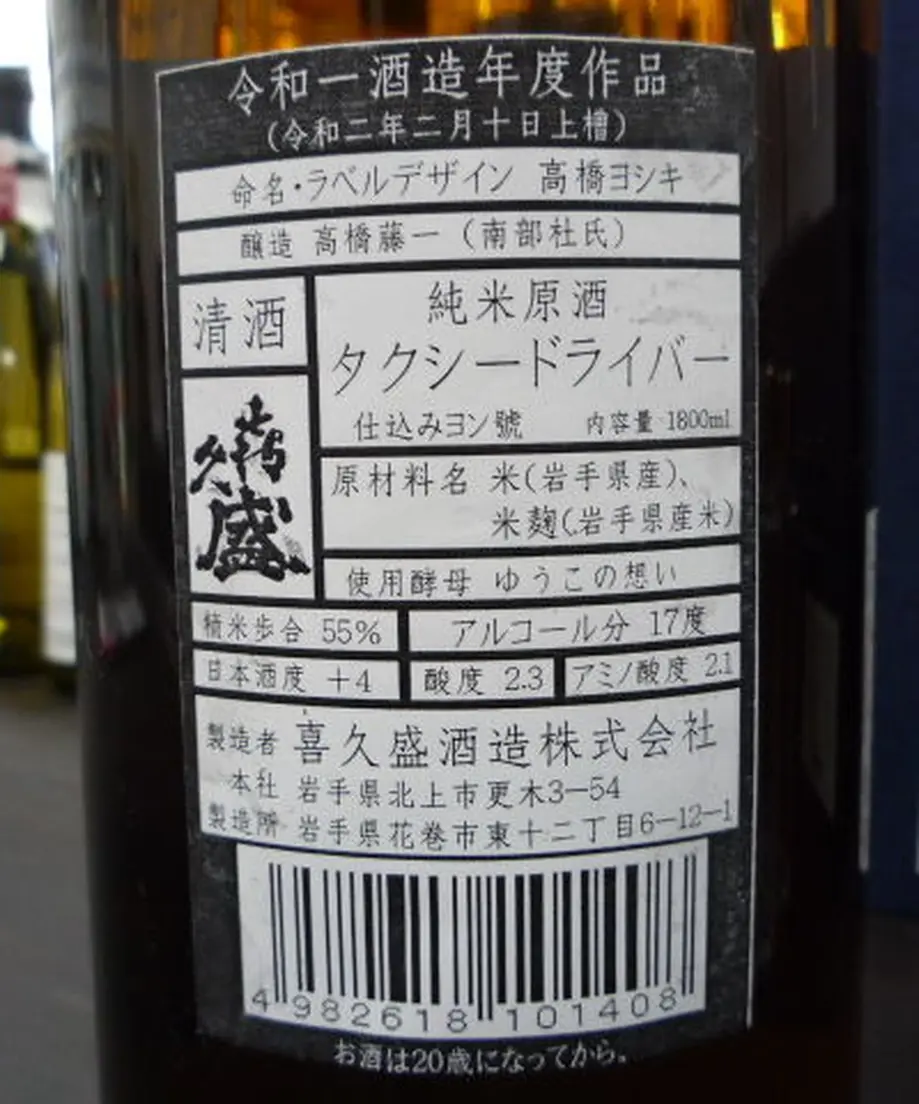 令和一酒造年度作品
(令和二年二月十日上槽)
命名・ラベルデザイン 高橋ヨシキ
醸造 高橋藤一（南部杜氏）
清酒
純米原酒
タクシードライバー
仕込みヨン號 内容量 1800ml
喜久盛
原材料名 米(岩手県産)、
米麹(岩手県産米)
使用酵母 ゆうこの想い
精米歩合 55%
アルコール分 17度
日本酒度 +4
酸度 2.3
アミノ酸度 2.1
製造者 喜久盛酒造株式会社
本社 岩手県北上市更木3-54
製造所 岩手県花巻市東十二丁目6-12-1
4 982618 101408
お酒は20歳になってから。